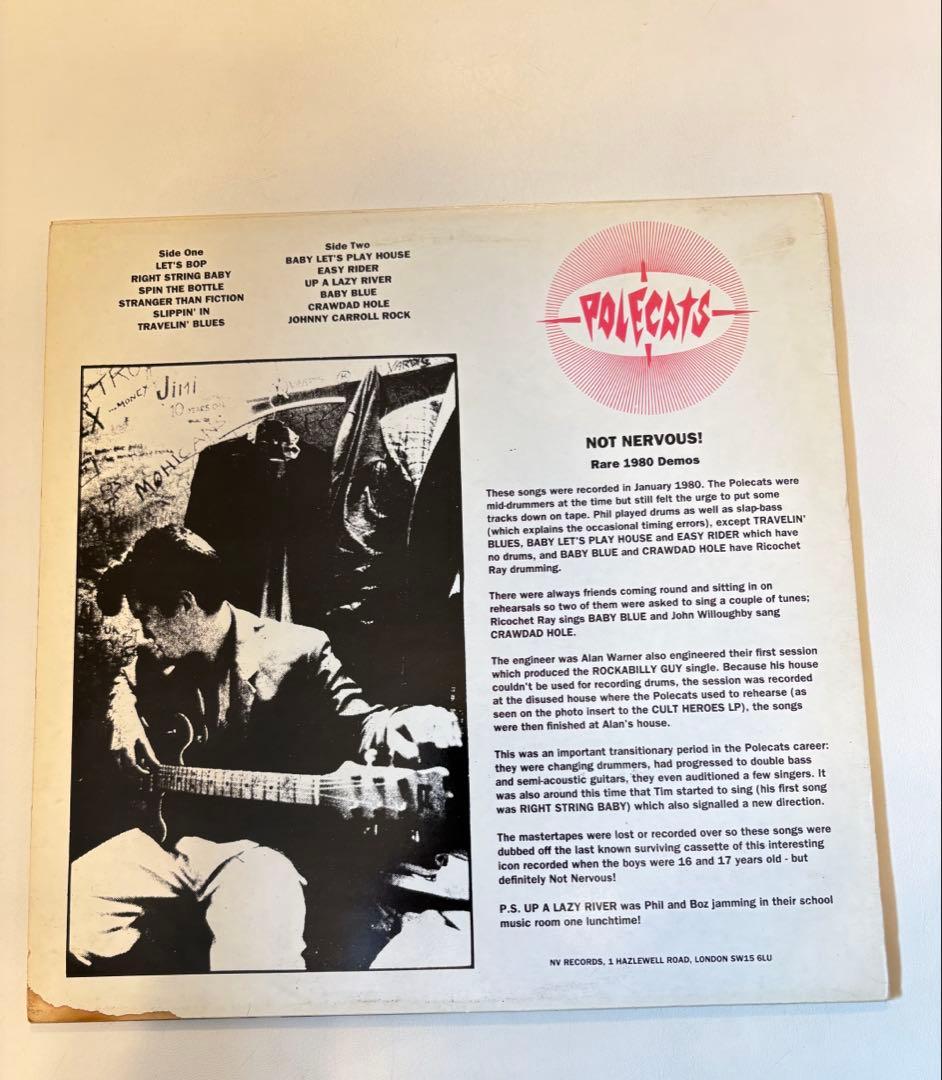 Side One
LET'S BOP
RIGHT STRING BABY
SPIN THE BOTTLE
STRANGER THAN FICTION
SLIPPIN' IN
TRAVELIN' BLUES
Side Two
BABY LET'S PLAY HOUSE
EASY RIDER
UP A LAZY RIVER
BABY BLUE
CRAWDAD HOLE
JOHNNY CARROLL ROCK
POLECATS
MONEY
Jimi
10 YEARS ON
VARDIS
MOHICANS
NOT NERVOUS!
Rare 1980 Demos
These songs were recorded in January 1980. The Polecats were
mid-drummers at the time but still felt the urge to put some
tracks down on tape. Phil played drums as well as slap-bass
(which explains the occasional timing errors), except TRAVELIN'
BLUES, BABY LET'S PLAY HOUSE and EASY RIDER which have
no drums, and BABY BLUE and CRAWDAD HOLE have Ricochet
Ray drumming.
There were always friends coming round and sitting in on
rehearsals so two of them were asked to sing a couple of tunes;
Ricochet Ray sings BABY BLUE and John Willoughby sang
CRAWDAD HOLE.
The engineer was Alan Warner also engineered their first session
which produced the ROCKABILLY GUY single. Because his house
couldn't be used for recording drums, the session was recorded
at the disused house where the Polecats used to rehearse (as
seen on the photo insert to the CULT HEROES LP), the songs
were then finished at Alan's house.
This was an important transitionary period in the Polecats career:
they were changing drummers, had progressed to double bass
and semi-acoustic guitars, they even auditioned a few singers. It
was also around this time that Tim started to sing (his first song
was RIGHT STRING BABY) which also signalled a new direction.
The mastertapes were lost or recorded over so these songs were
dubbed off the last known surviving cassette of this interesting
icon recorded when the boys were 16 and 17 years old - but
definitely Not Nervous!
P.S. UP A LAZY RIVER was Phil and Boz jamming in their school
music room one lunchtime!
NV RECORDS, 1 HAZLEWELL ROAD, LONDON SW15 6LU